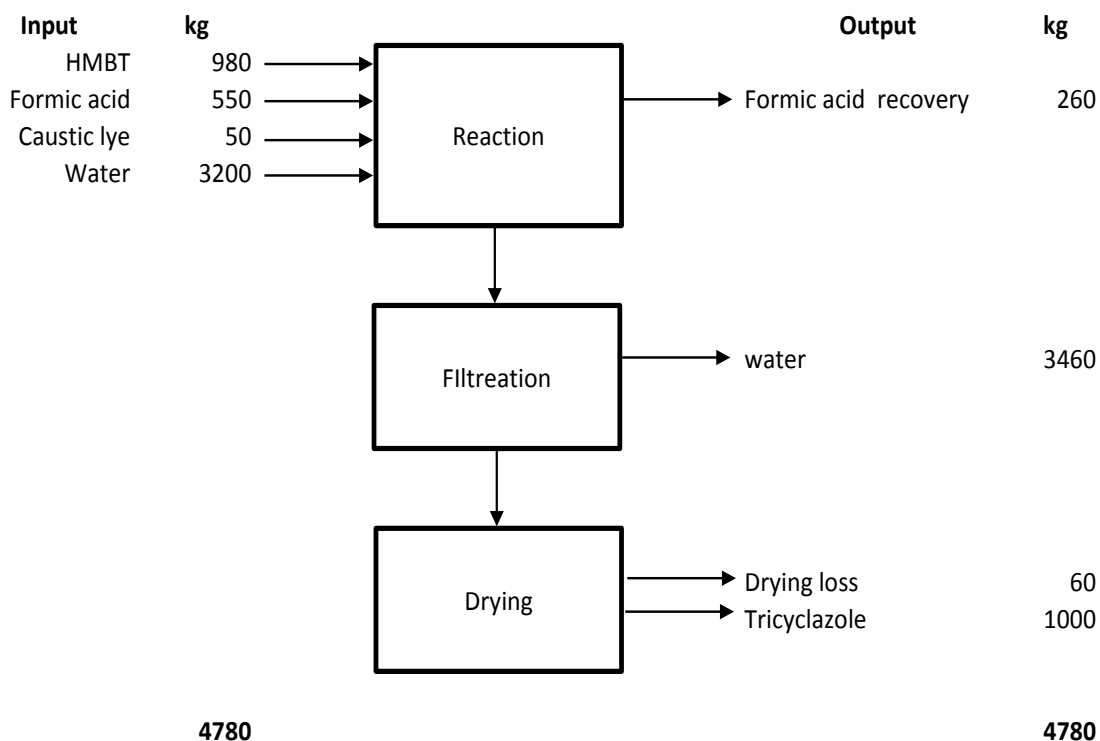 Input kg Output kg
HMBT 980
Formic acid 550 Formic acid recovery 260
Caustic lye 50 Reaction
Water 3200
FIltreation water 3460
Drying loss 60
Drying
Tricyclazole 1000
4780 4780